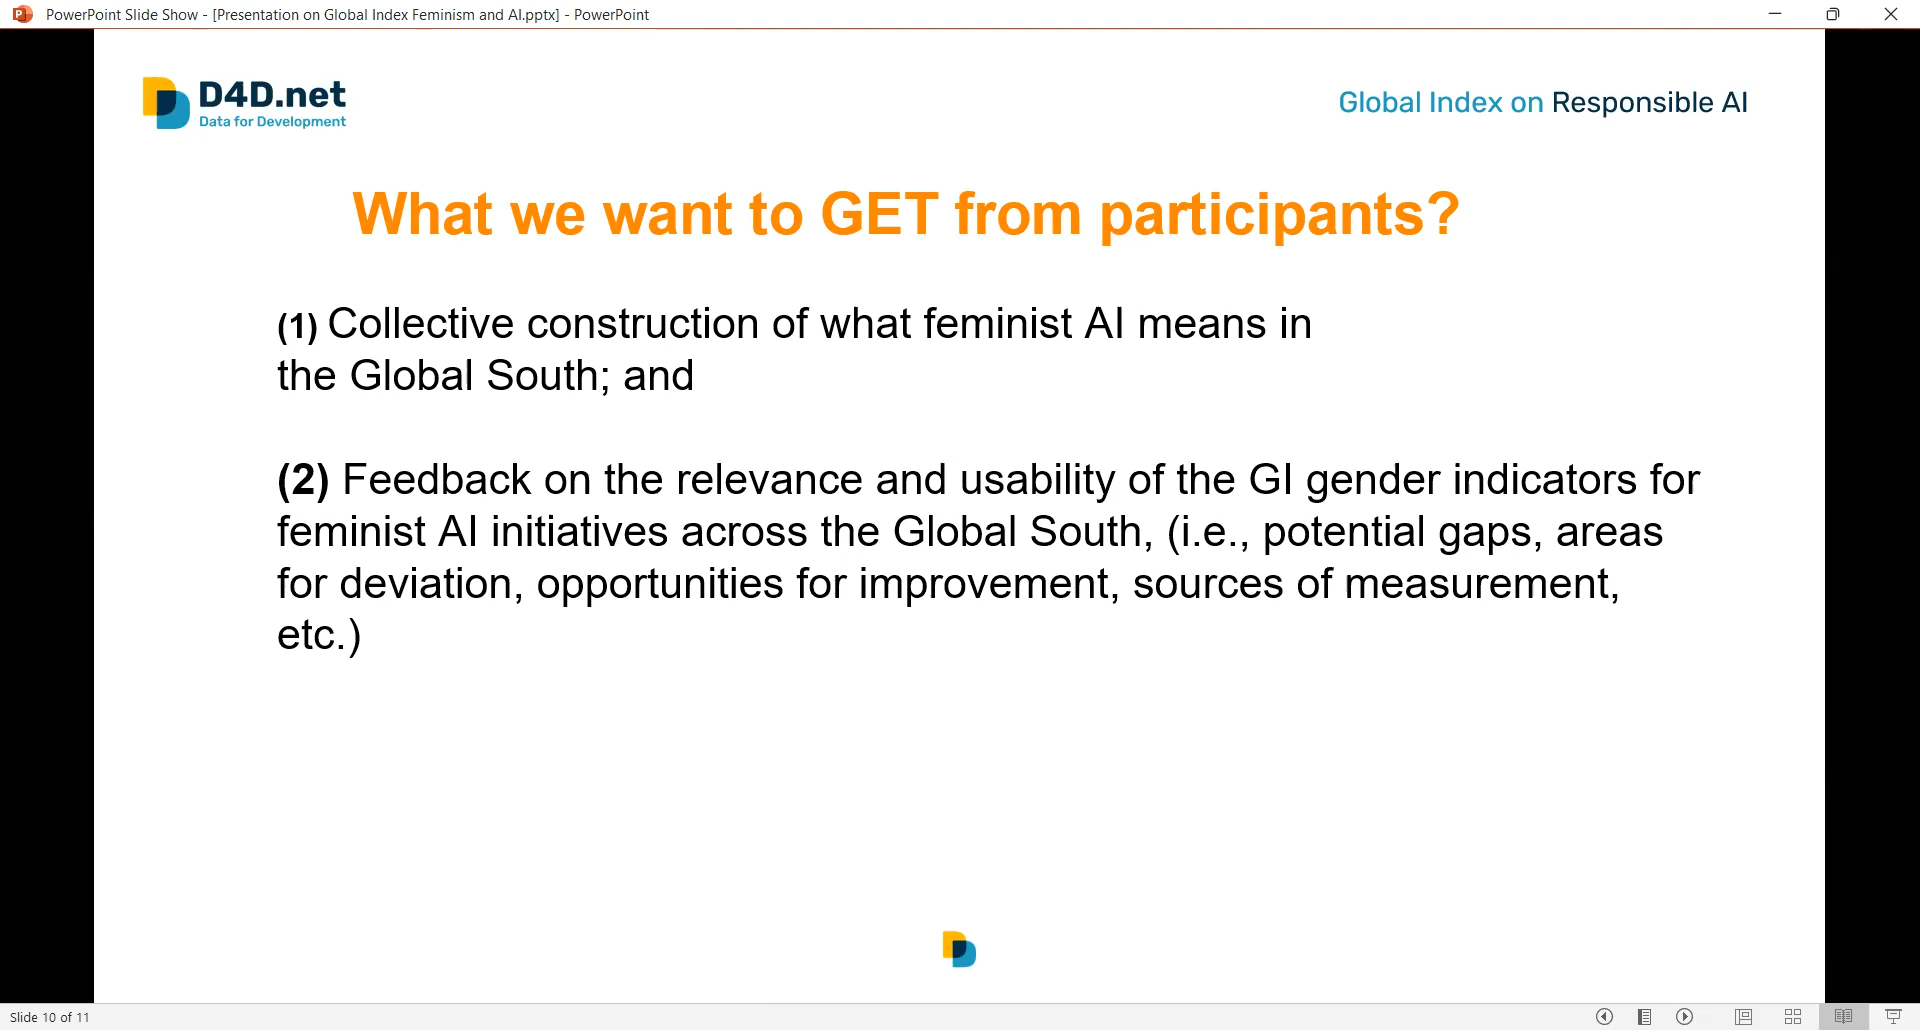 PowerPoint Slide Show - [Presentation on Global Index Feminism and AI.pptx] - PowerPoint
D4D.net
Data for Development
Global Index on Responsible AI
What we want to GET from participants?
(1) Collective construction of what feminist AI means in
the Global South; and
(2) Feedback on the relevance and usability of the GI gender indicators for
feminist AI initiatives across the Global South, (i.e., potential gaps, areas
for deviation, opportunities for improvement, sources of measurement,
etc.)
Slide 10 of 11